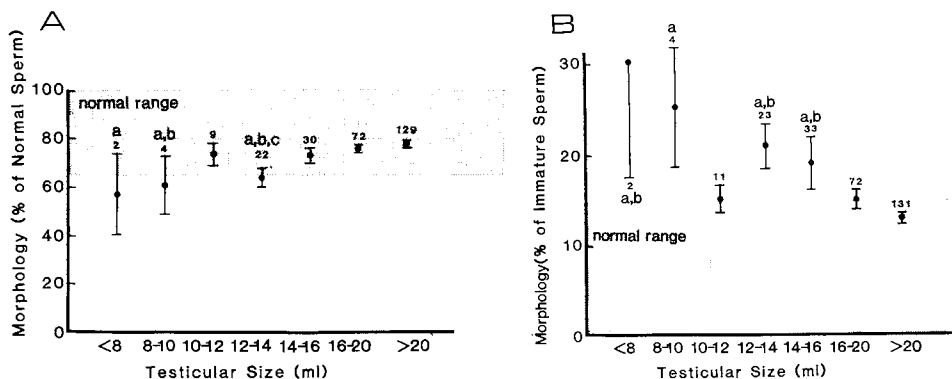 A
Morphology (% of Normal Sperm)
100
80
60
40
20
0
normal range
a
2
a,b
4
9
a,b,c
22
30
72
129
<8 8-10 10-12 12-14 14-16 16-20 >20
Testicular Size (ml)
B
Morphology(% of Immature Sperm)
30
20
10
0
normal range
2
a,b
a
4
11
a,b
23
a,b
33
72
131
<8 8-10 10-12 12-14 14-16 16-20 >20
Testicular Size (ml)